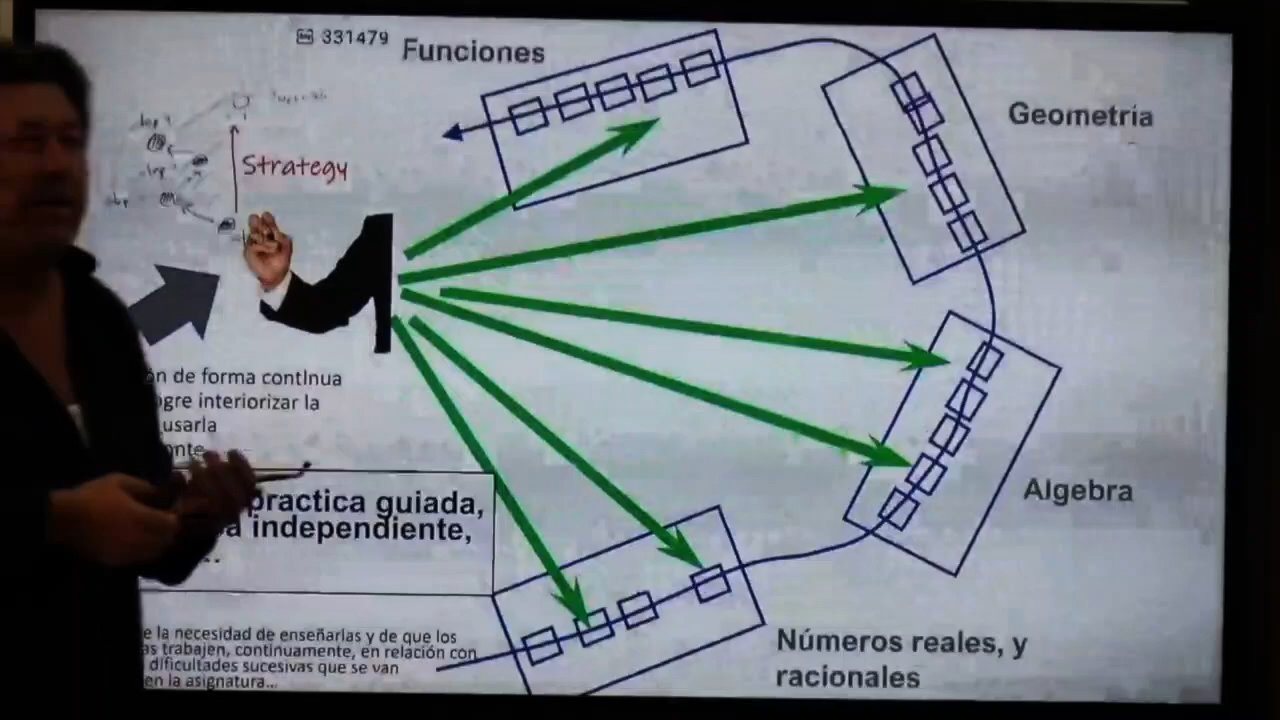 331479
Funciones
Geometria
Strategy
ón de forma continua
ogre interiorizar la
usarla
onte
practica guiada,
a independiente,
...
Algebra
e la necesidad de enseñarlas y de que los
as trabajen, continuamente, en relación con
dificultades sucesivas que se van
en la asignatura...
Números reales, y
racionales